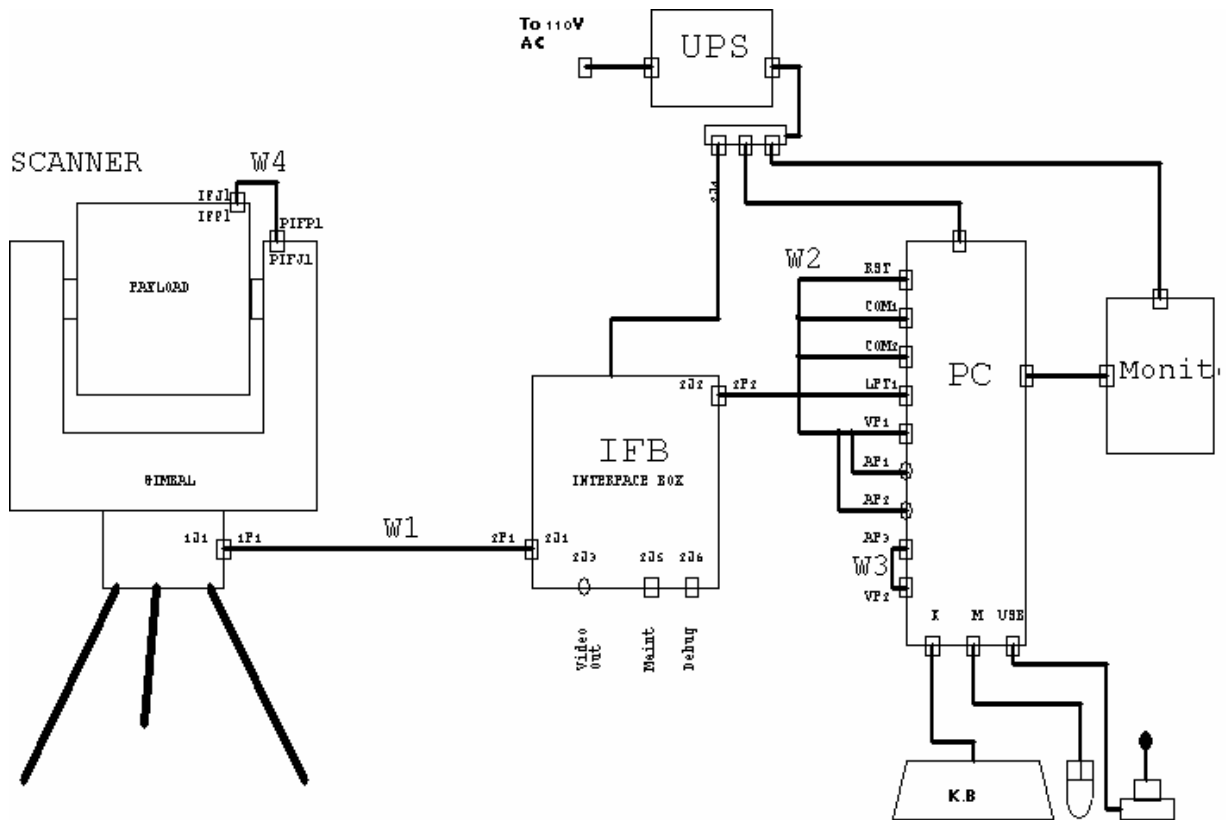 To 110V
AC
UPS
SCANNER
W4
IFJ1
IFP1
PIFP1
PIFJ1
PAYLOAD
GIMBAL
1J1
1P1
W1
2P1
2J1
2J4
W2
RST
COM1
COM2
LPT1
VP1
AP1
AP2
AP3
W3
VP2
2J2
2P2
IFB
INTERFACE BOX
2J3
2J5
2J6
Video
Out
Maint
Debug
PC
Monit
K
M
USB
K.B